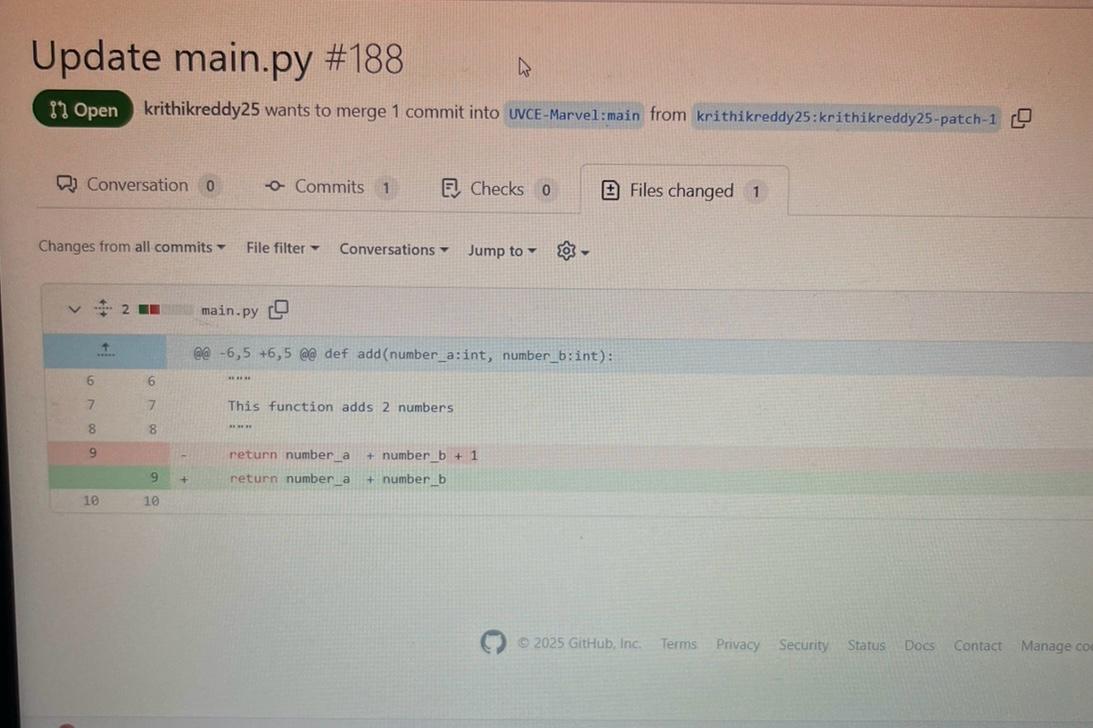 Update main.py #188
Open krithikreddy25 wants to merge 1 commit into UVCE-Marvel:main from krithikreddy25:krithikreddy25-patch-1
Conversation 0 Commits 1 Checks 0 Files changed 1
Changes from all commits File filter Conversations Jump to
2 main.py
@@ -6,5 +6,5 @@ def add(number_a:int, number_b:int):
6 6 """
7 7 This function adds 2 numbers
8 8 """
9 - return number_a  + number_b + 1
9 + return number_a  + number_b
10 10
© 2025 GitHub, Inc. Terms Privacy Security Status Docs Contact Manage